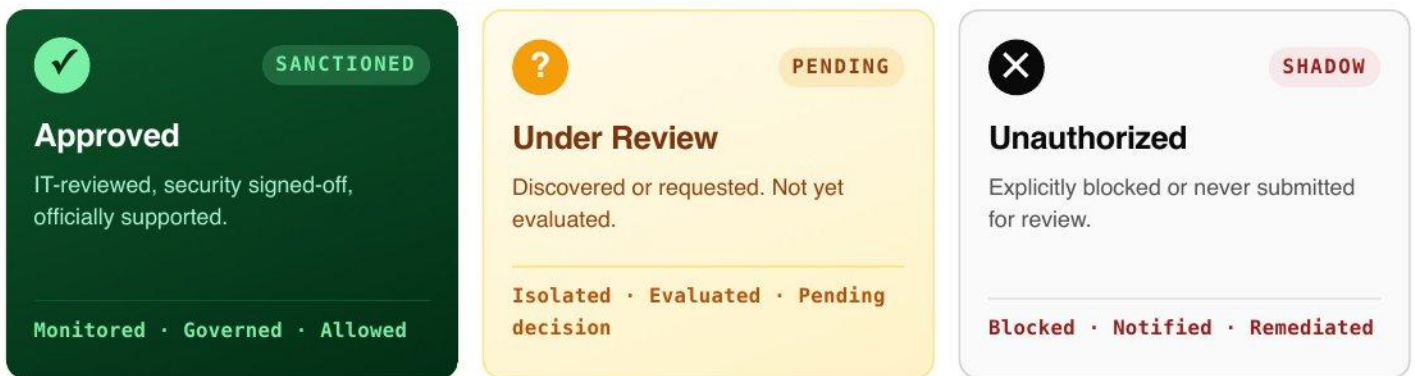 SANCTIONED
Approved
IT-reviewed, security signed-off,
officially supported.
Monitored · Governed · Allowed
?
PENDING
Under Review
Discovered or requested. Not yet
evaluated.
Isolated · Evaluated · Pending
decision
SHADOW
Unauthorized
Explicitly blocked or never submitted
for review.
Blocked · Notified · Remediated